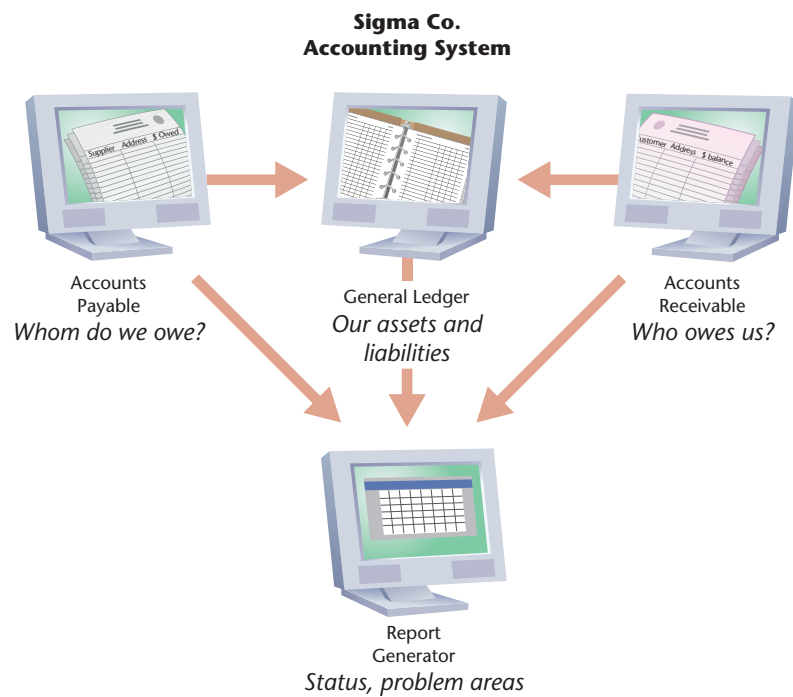 Sigma Co.
Accounting System
Supplier Address $ Owed
ustomer Address $ balance
Accounts
Payable
Whom do we owe?
General Ledger
Our assets and
liabilities
Accounts
Receivable
Who owes us?
Report
Generator
Status, problem areas